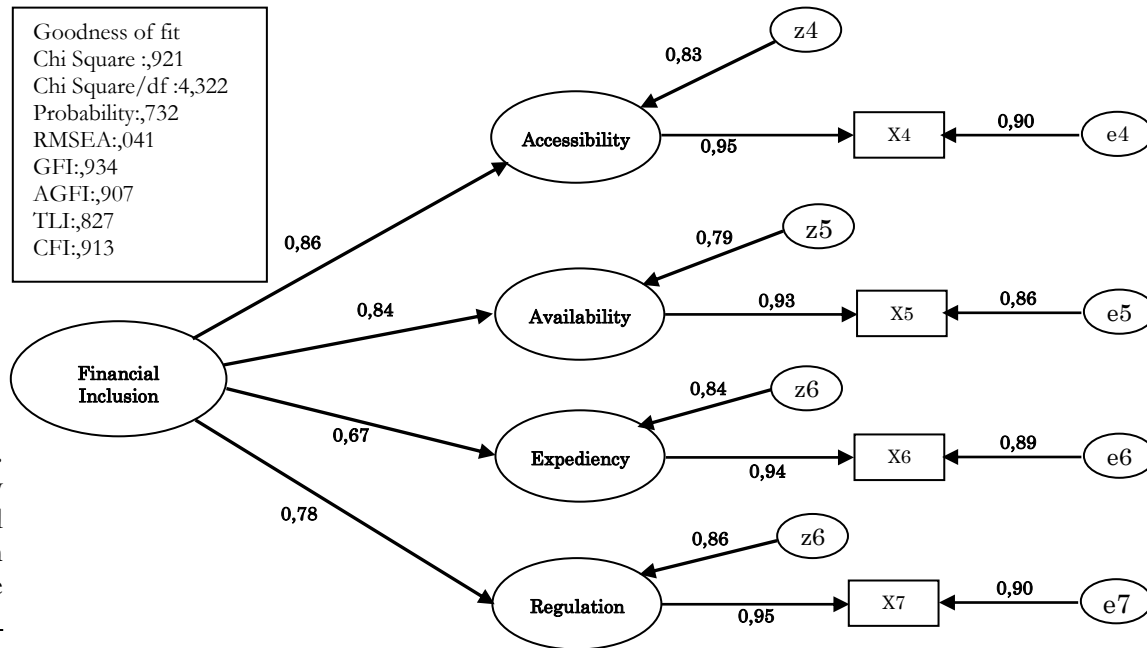 Goodness of fit
Chi Square :,921
Chi Square/df :4,322
Probability:,732
RMSEA:,041
GFI:,934
AGFI:,907
TLI:,827
CFI:,913
z4
0,83
Accessibility
0,95
X4
0,90
e4
0,86
z5
0,79
0,84
Availability
0,93
X5
0,86
e5
Financial
Inclusion
z6
0,84
0,67
Expediency
0,94
X6
0,89
e6
0,78
z6
0,86
Regulation
0,95
X7
0,90
e7